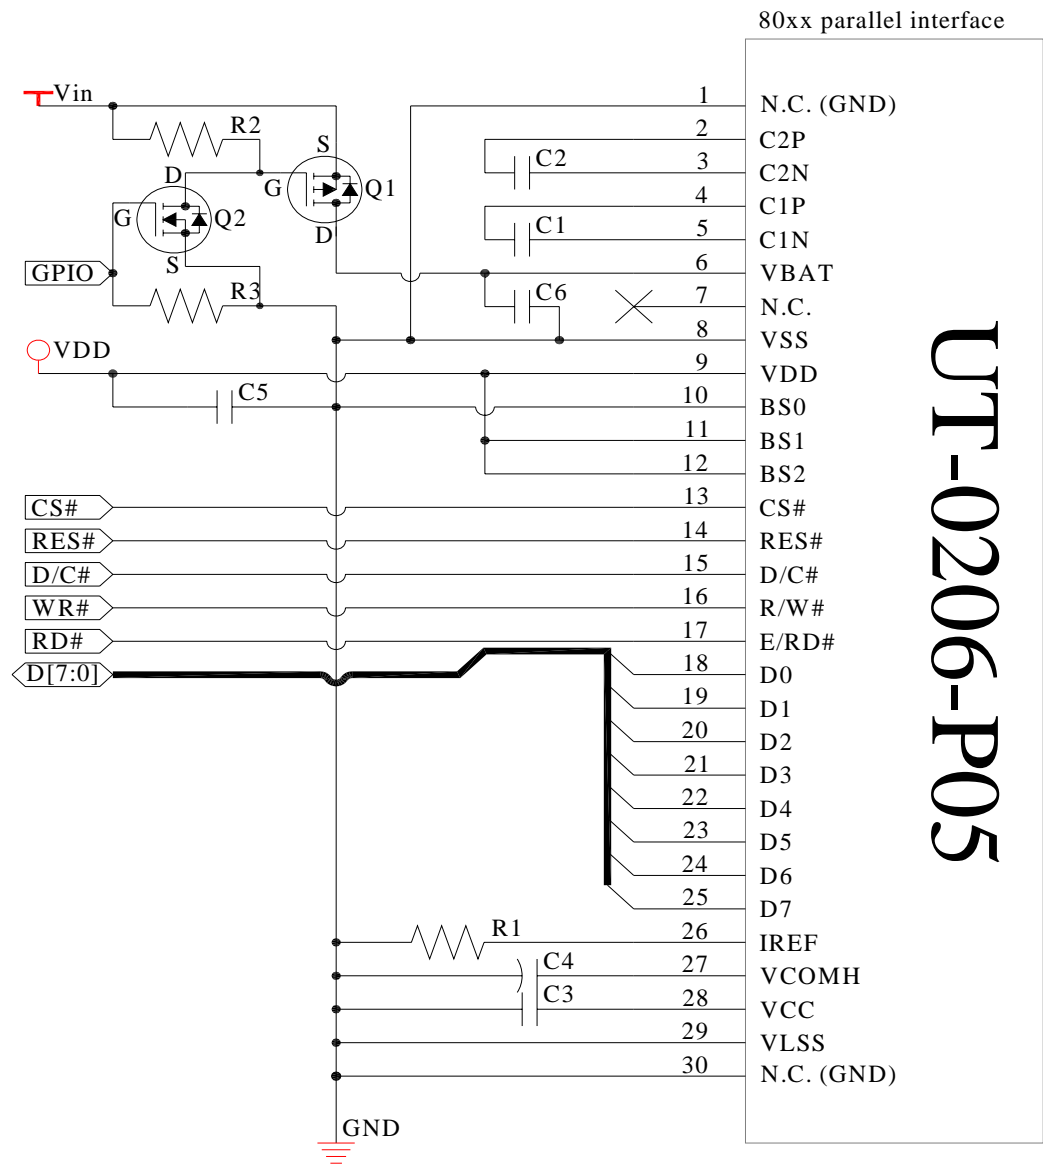 80xx parallel interface
Vin
R2
S
D
G
Q1
G
Q2
D
S
GPIO
R3
VDD
C5
CS#
RES#
D/C#
WR#
RD#
D[7:0]
C2
C1
C6
R1
C4
C3
GND
1 N.C. (GND)
2 C2P
3 C2N
4 C1P
5 C1N
6 VBAT
7 N.C.
8 VSS
9 VDD
10 BS0
11 BS1
12 BS2
13 CS#
14 RES#
15 D/C#
16 R/W#
17 E/RD#
18 D0
19 D1
20 D2
21 D3
22 D4
23 D5
24 D6
25 D7
26 IREF
27 VCOMH
28 VCC
29 VLSS
30 N.C. (GND)
UT-0206-P05